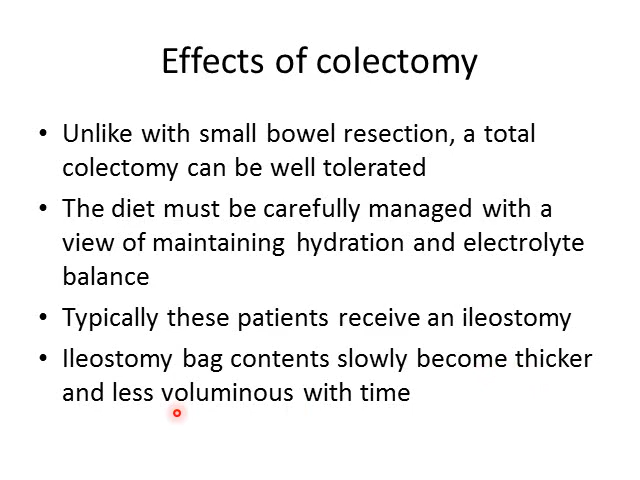 Effects of colectomy
• Unlike with small bowel resection, a total
colectomy can be well tolerated
• The diet must be carefully managed with a
view of maintaining hydration and electrolyte
balance
• Typically these patients receive an ileostomy
• Ileostomy bag contents slowly become thicker
and less voluminous with time